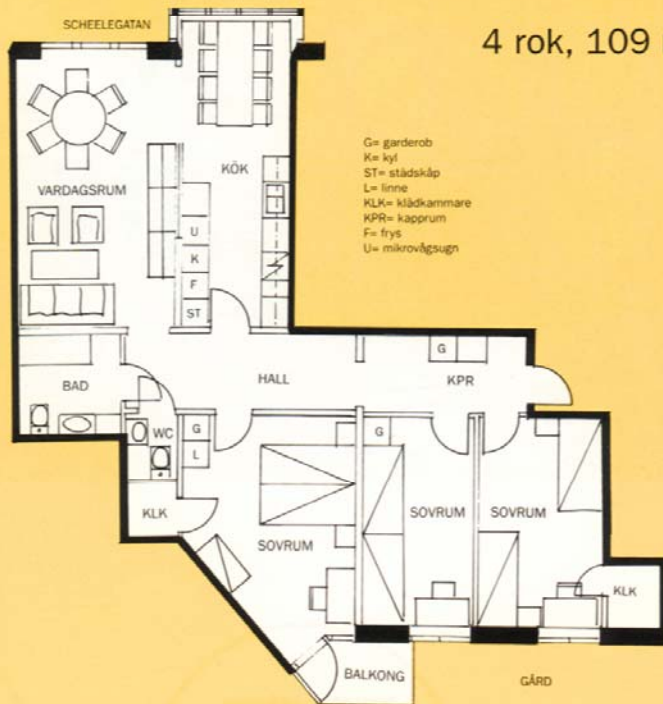 SCHEELEGATAN
4 rok, 109
G= garderob
K= kyl
ST= städskåp
L= linne
KLK= klädkammare
KPR= kapprum
F= frys
U= mikrovågsugn
KÖK
VARDAGSRUM
U
K
F
ST
G
BAD
HALL
KPR
WC
G
L
G
KLK
SOVRUM
SOVRUM
SOVRUM
KLK
BALKONG
GÅRD